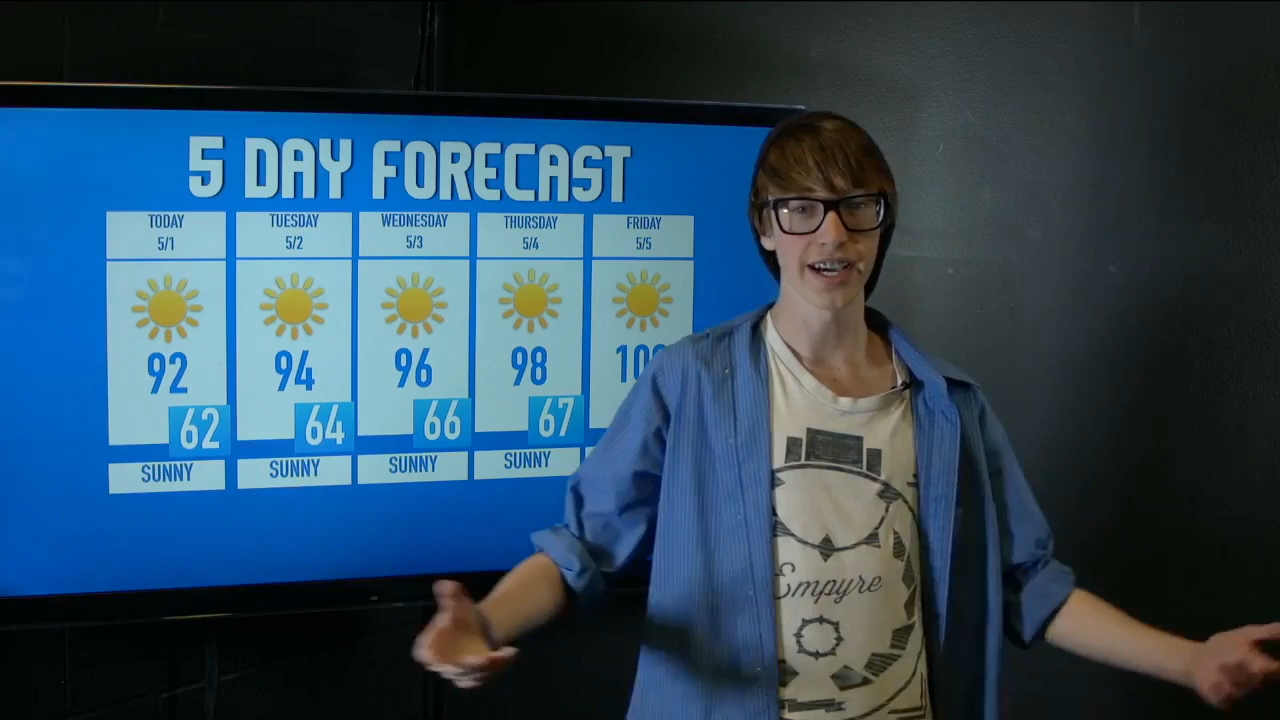 5 DAY FORECAST
TODAY TUESDAY WEDNESDAY THURSDAY FRIDAY
5/1 5/2 5/3 5/4 5/5
92 94 96 98
62 64 66 67
SUNNY SUNNY SUNNY SUNNY
Empyre